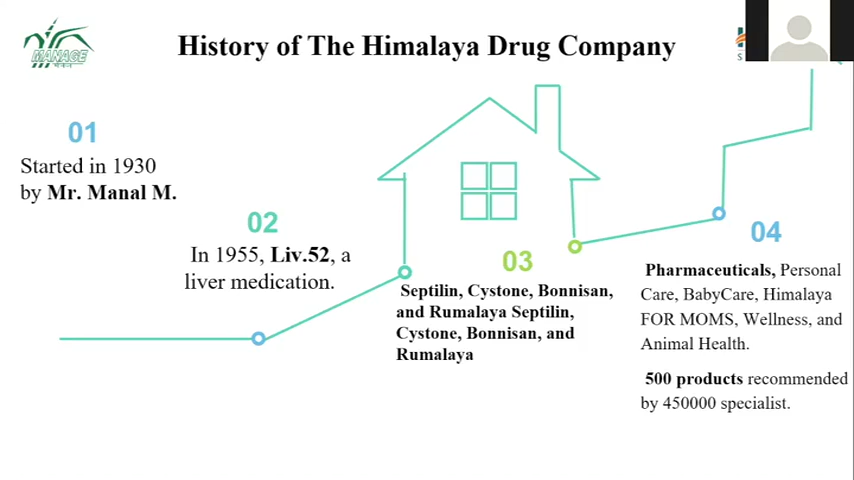 MANAGE
History of The Himalaya Drug Company
01
Started in 1930
by Mr. Manal M.
02
In 1955, Liv.52, a
liver medication.
03
Septilin, Cystone, Bonnisan,
and Rumalaya Septilin,
Cystone, Bonnisan, and
Rumalaya
04
Pharmaceuticals, Personal
Care, BabyCare, Himalaya
FOR MOMS, Wellness, and
Animal Health.
500 products recommended
by 450000 specialist.